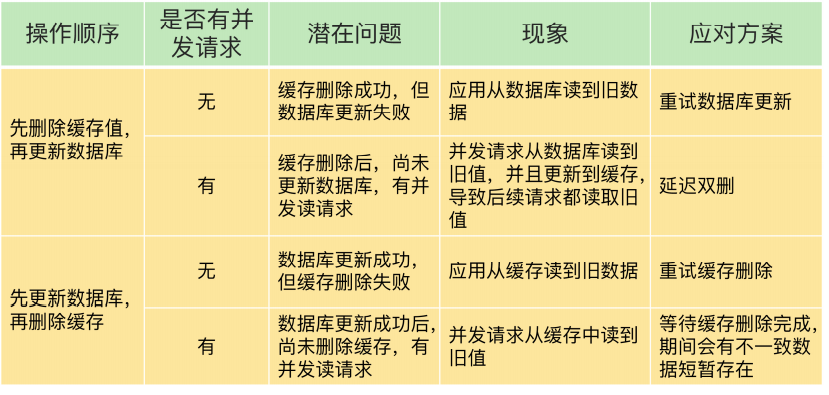 操作顺序
是否有并
发请求
潜在问题
现象
应对方案
先删除缓存值，
再更新数据库
无
缓存删除成功，但
数据库更新失败
应用从数据库读到旧数
据
重试数据库更新
有
缓存删除后，尚未
更新数据库，有并
发读请求
并发请求从数据库读到
旧值，并且更新到缓存，
导致后续请求都读取旧
值
延迟双删
先更新数据库，
再删除缓存
无
数据库更新成功，
但缓存删除失败
应用从缓存读到旧数据
重试缓存删除
有
数据库更新成功后，
尚未删除缓存，有
并发读请求
并发请求从缓存中读到
旧值
等待缓存删除完成，
期间会有不一致数
据短暂存在